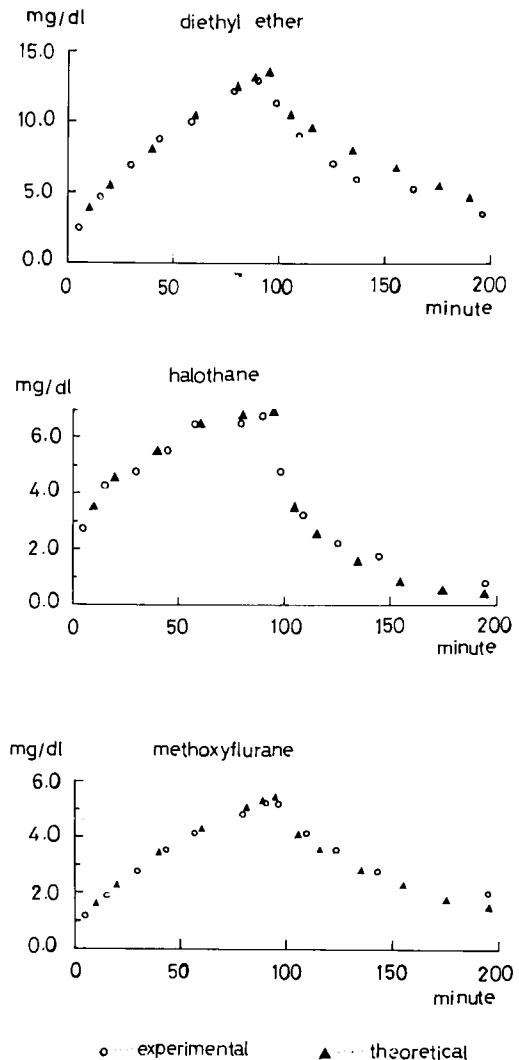 mg/dl
diethyl ether
15.0
10.0
5.0
0.0
0 50 100 150 200
minute
mg/dl
halothane
6.0
4.0
2.0
0.0
0 50 100 150 200
minute
mg/dl
methoxyflurane
6.0
4.0
2.0
0.0
0 50 100 150 200
minute
experimental theoretical